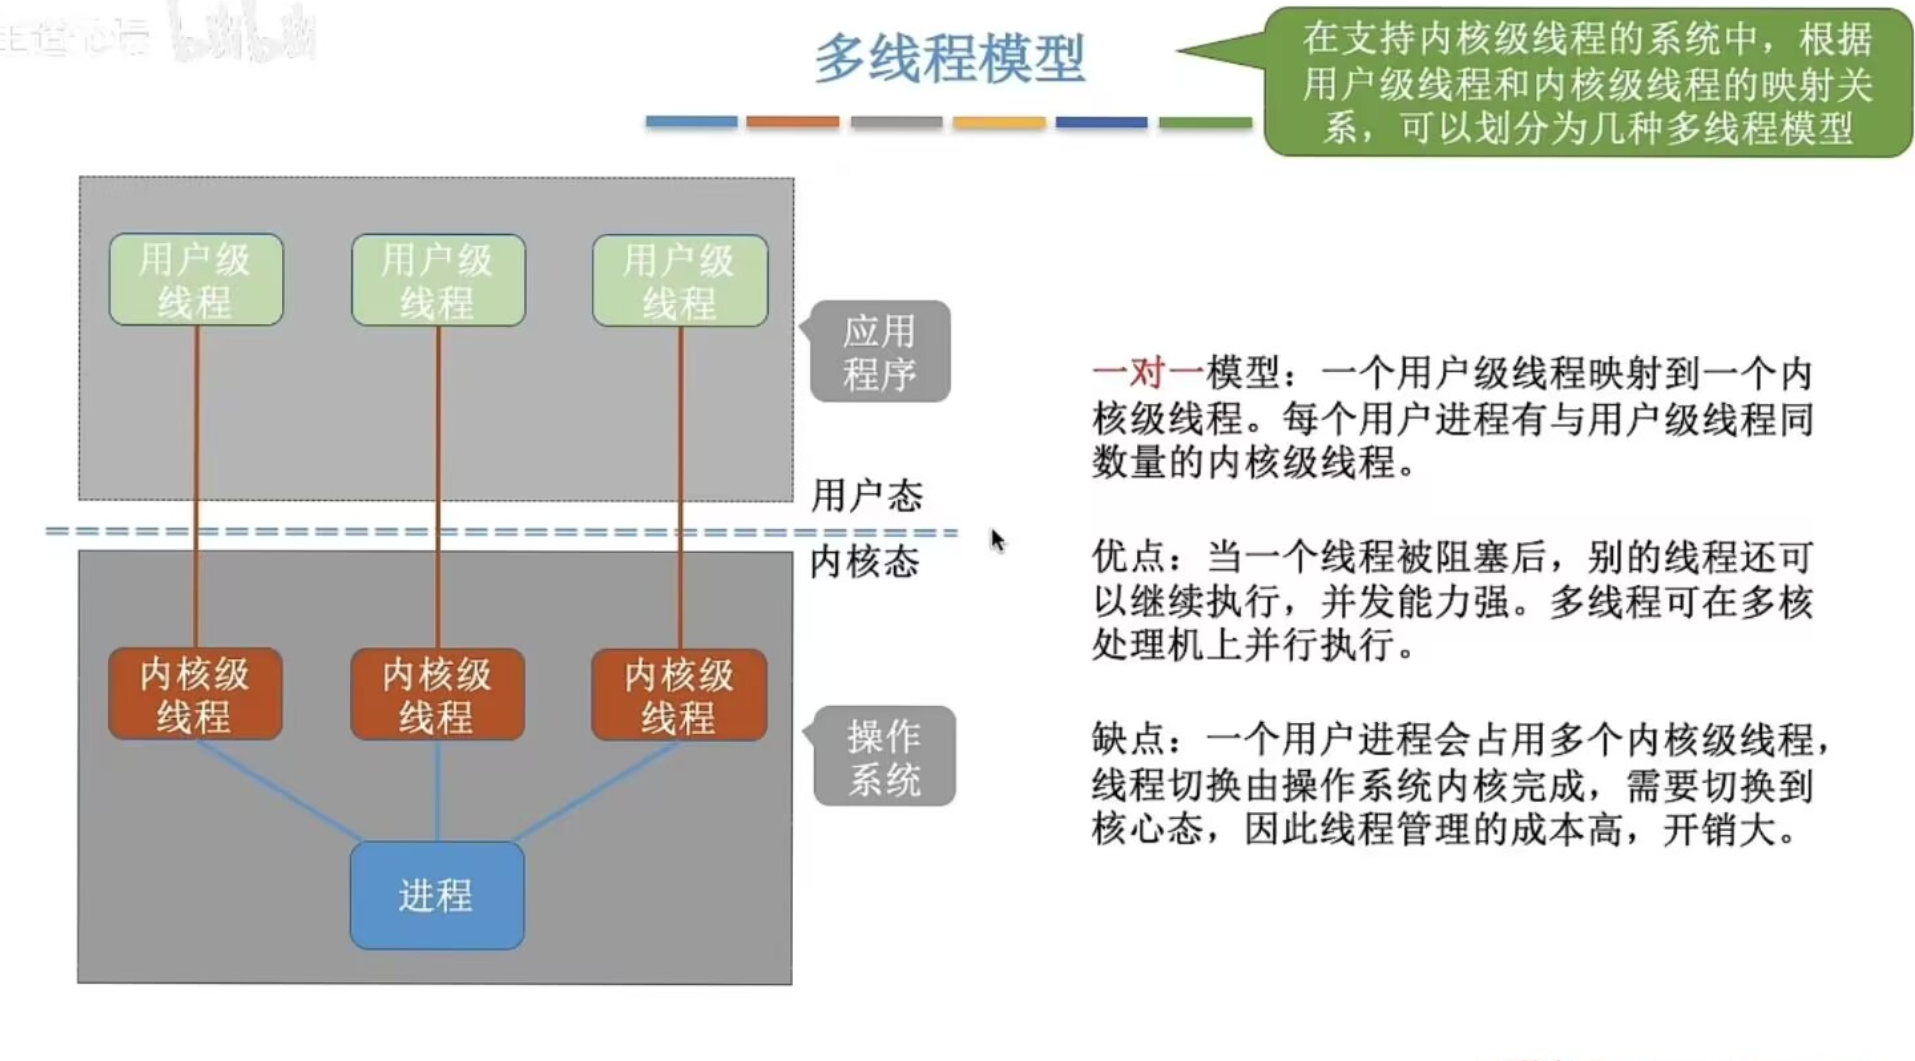 多线程模型
在支持内核级线程的系统中，根据
用户级线程和内核级线程的映射关
系，可以划分为几种多线程模型
用户级
线程
用户级
线程
用户级
线程
应用
程序
用户态
内核态
内核级
线程
内核级
线程
内核级
线程
操作
系统
进程
一对一模型：一个用户级线程映射到一个内
核级线程。每个用户进程有与用户级线程同
数量的内核级线程。
优点：当一个线程被阻塞后，别的线程还可
以继续执行，并发能力强。多线程可在多核
处理机上并行执行。
缺点：一个用户进程会占用多个内核级线程，
线程切换由操作系统内核完成，需要切换到
核心态，因此线程管理的成本高，开销大。